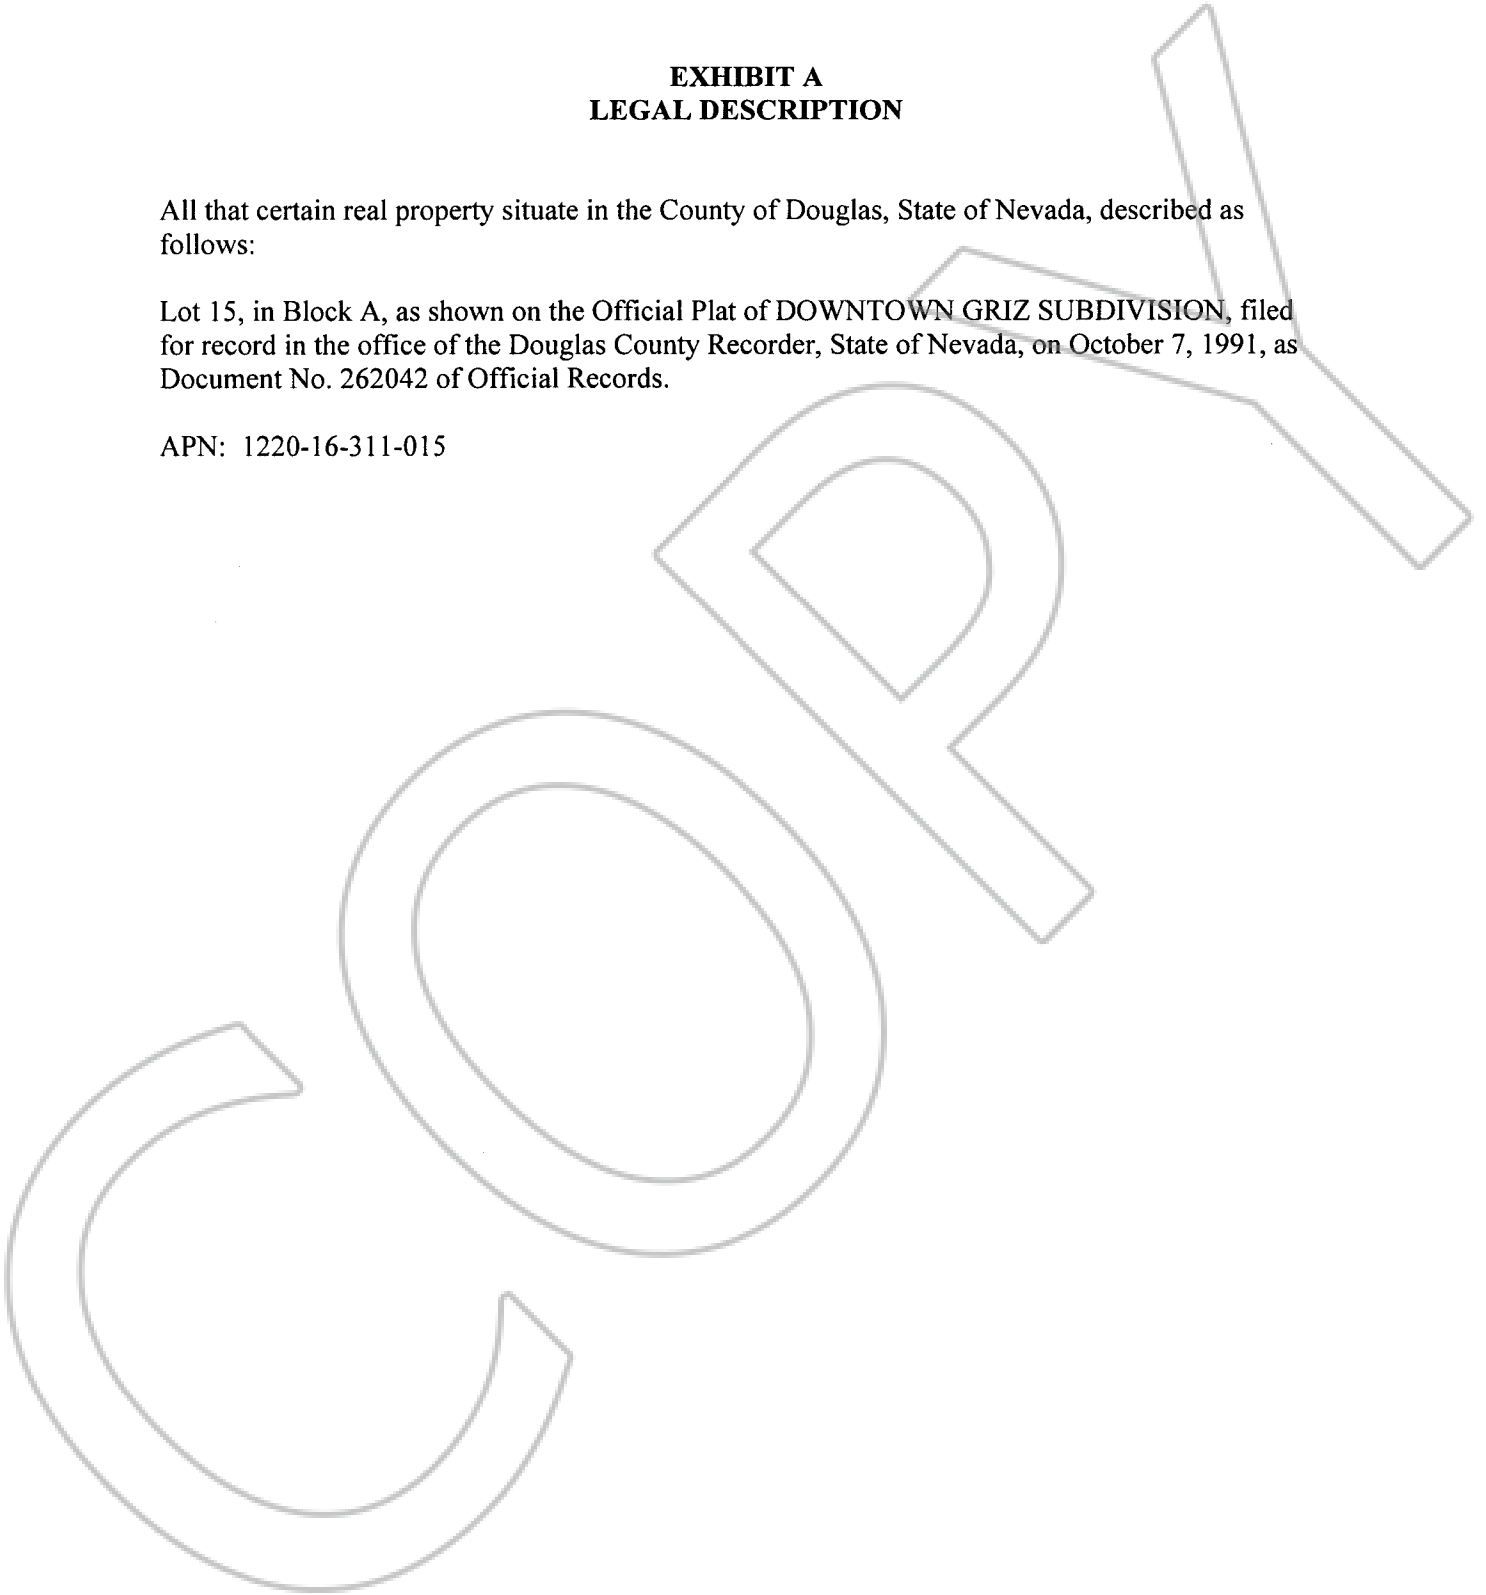 EXHIBIT A
LEGAL DESCRIPTION
All that certain real property situate in the County of Douglas, State of Nevada, described as
follows:
Lot 15, in Block A, as shown on the Official Plat of DOWNTOWN GRIZ SUBDIVISION, filed
for record in the office of the Douglas County Recorder, State of Nevada, on October 7, 1991, as
Document No. 262042 of Official Records.
APN: 1220-16-311-015
COPY